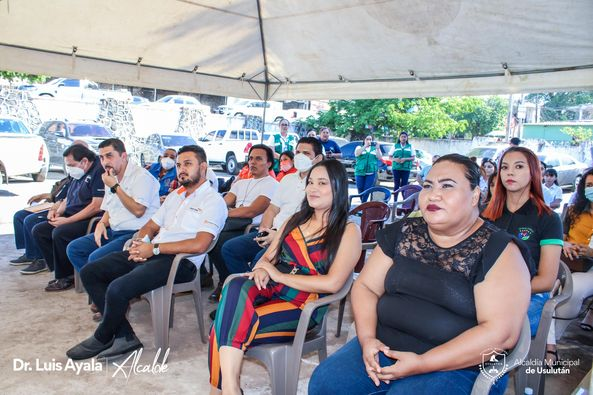 Dr. Luis Ayala | Alcalde
Alcaldía Municipal
de Usulután